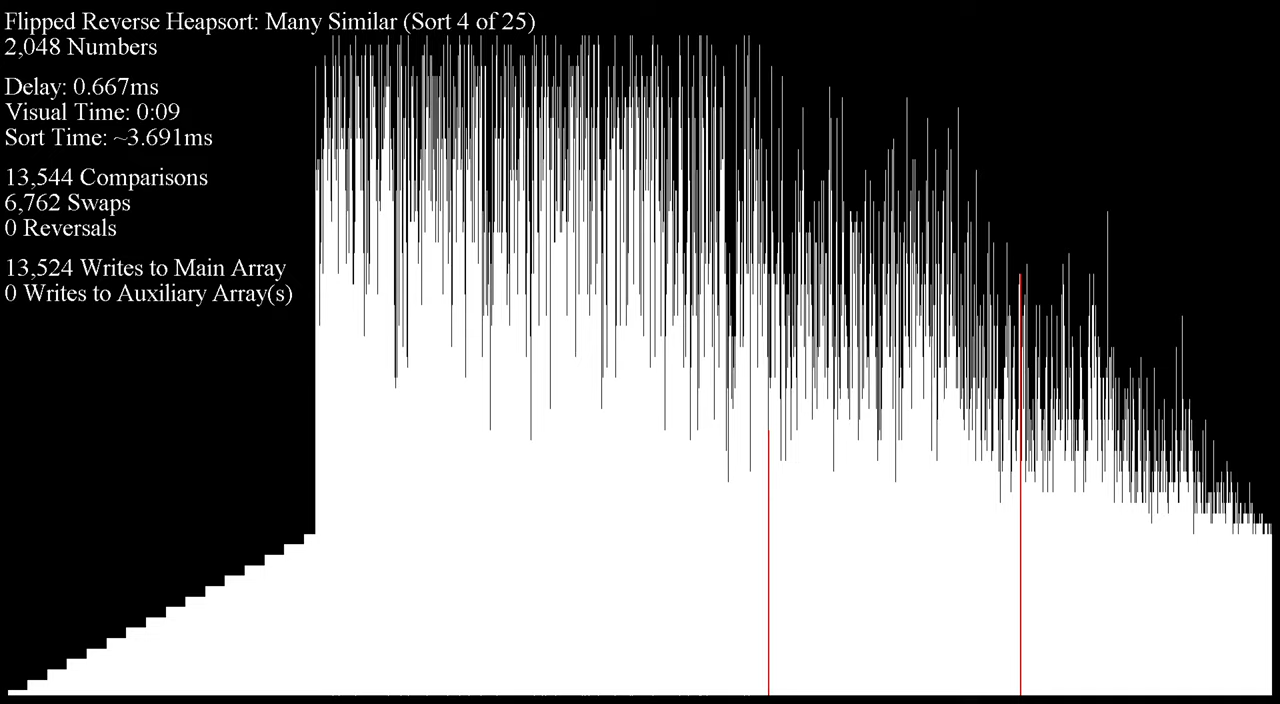 Flipped Reverse Heapsort: Many Similar (Sort 4 of 25)
2,048 Numbers
Delay: 0.667ms
Visual Time: 0:09
Sort Time: ~3.691ms
13,544 Comparisons
6,762 Swaps
0 Reversals
13,524 Writes to Main Array
0 Writes to Auxiliary Array(s)